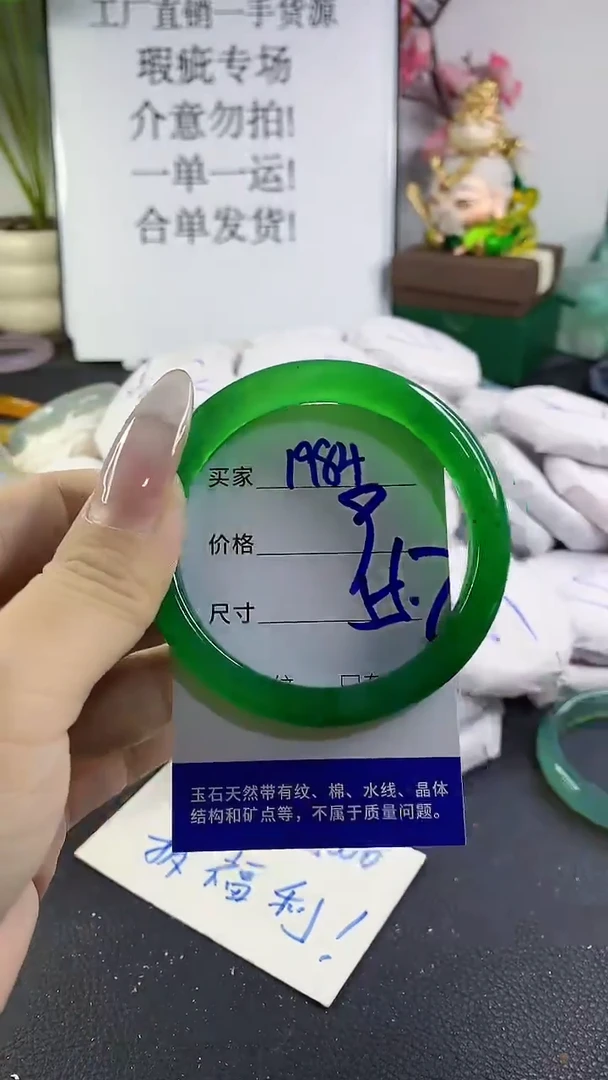 工厂直销一手货源
瑕疵专场
介意勿拍!
一单一运!
合单发货!
买家 1984
价格
尺寸
玉石天然带有纹、棉、水线、晶体
结构和矿点等，不属于质量问题。
福利!